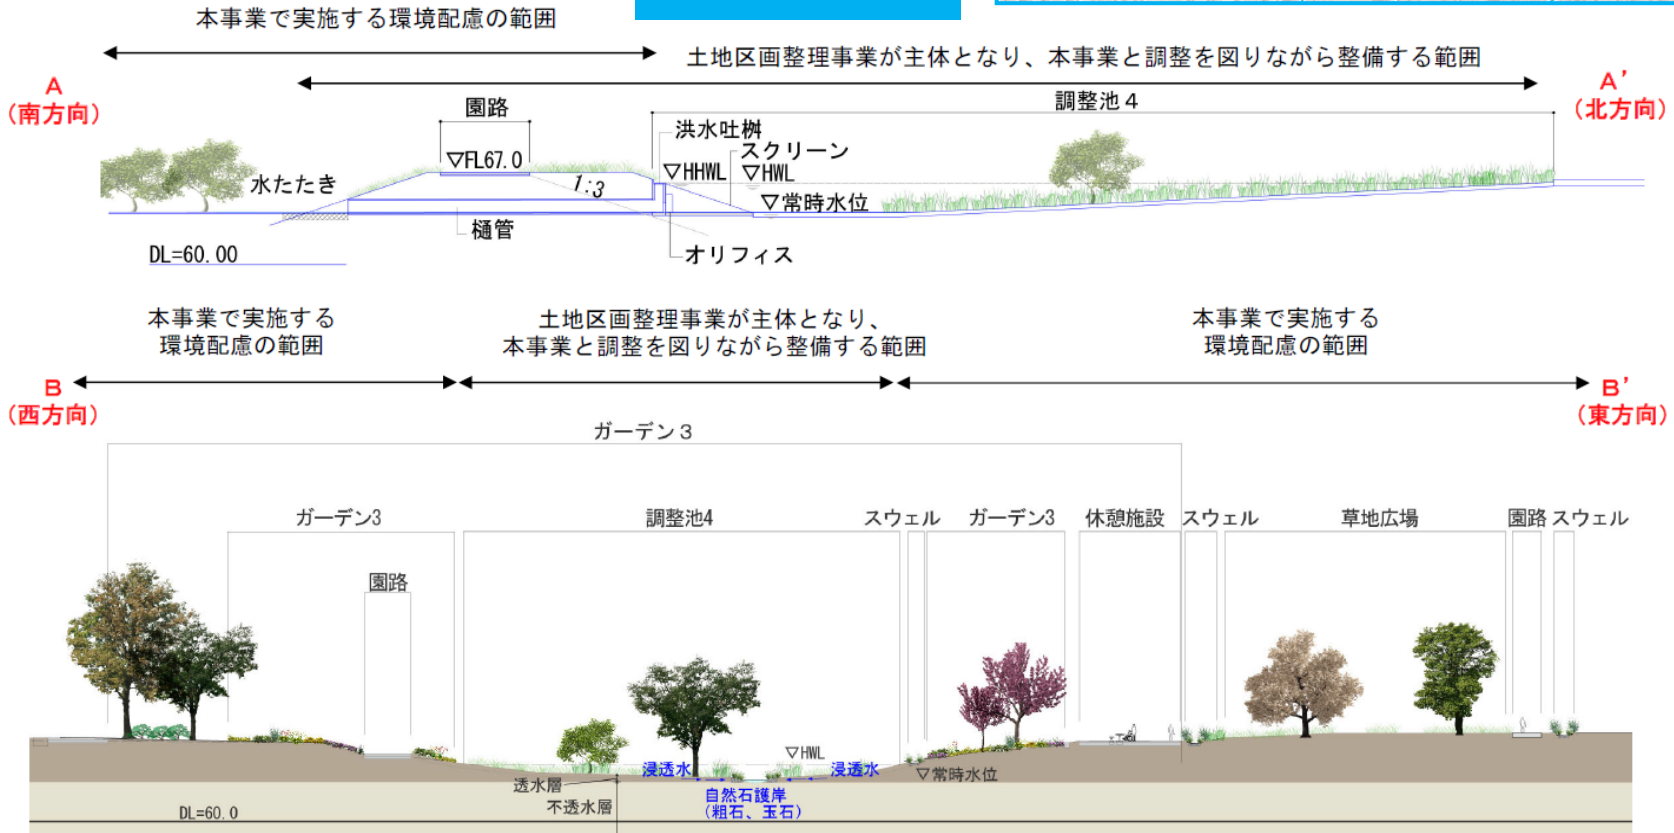 本事業で実施する環境配慮の範囲
土地区画整理事業が主体となり、本事業と調整を図りながら整備する範囲
A
(南方向)
A'
(北方向)
園路
調整池4
洪水吐桝
スクリーン
▽FL67.0
▽HHWL
▽HWL
水たたき
1:3
▽常時水位
樋管
オリフィス
DL=60.00
本事業で実施する
環境配慮の範囲
土地区画整理事業が主体となり、
本事業と調整を図りながら整備する範囲
本事業で実施する
環境配慮の範囲
B
(西方向)
B'
(東方向)
ガーデン3
ガーデン3
調整池4
スウェル
ガーデン3
休憩施設
スウェル
草地広場
園路
スウェル
園路
▽HWL
浸透水
浸透水
▽常時水位
透水層
不透水層
自然石護岸
(粗石、玉石)
DL=60.0